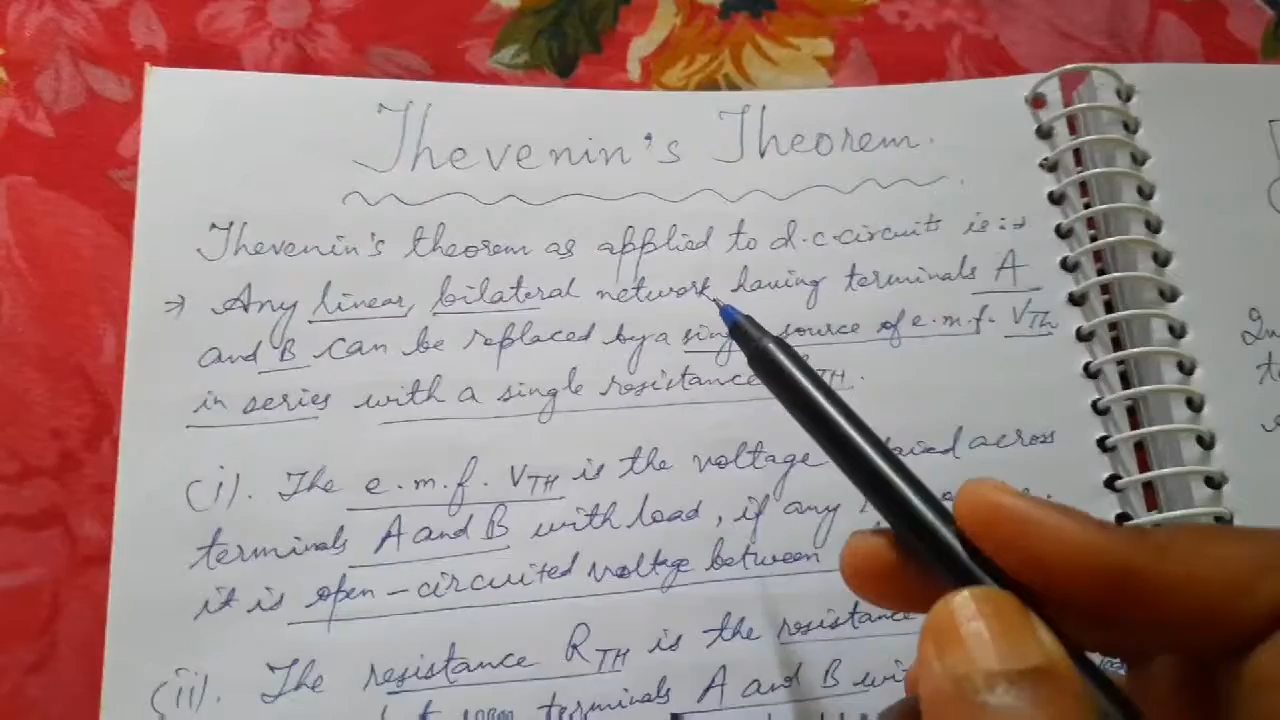 Thevenin's Theorem.
Thevenin's theorem as applied to d.c. circuits is :→
→ Any linear, bilateral network having terminals A
and B can be replaced by a source of e.m.f. VTh
in series with a single resistance TH.
(i). The e.m.f. VTH is the voltage across
terminals A and B with load, if any
it is open-circuited voltage between
(ii). The resistance RTH is the resistance
terminals A and B